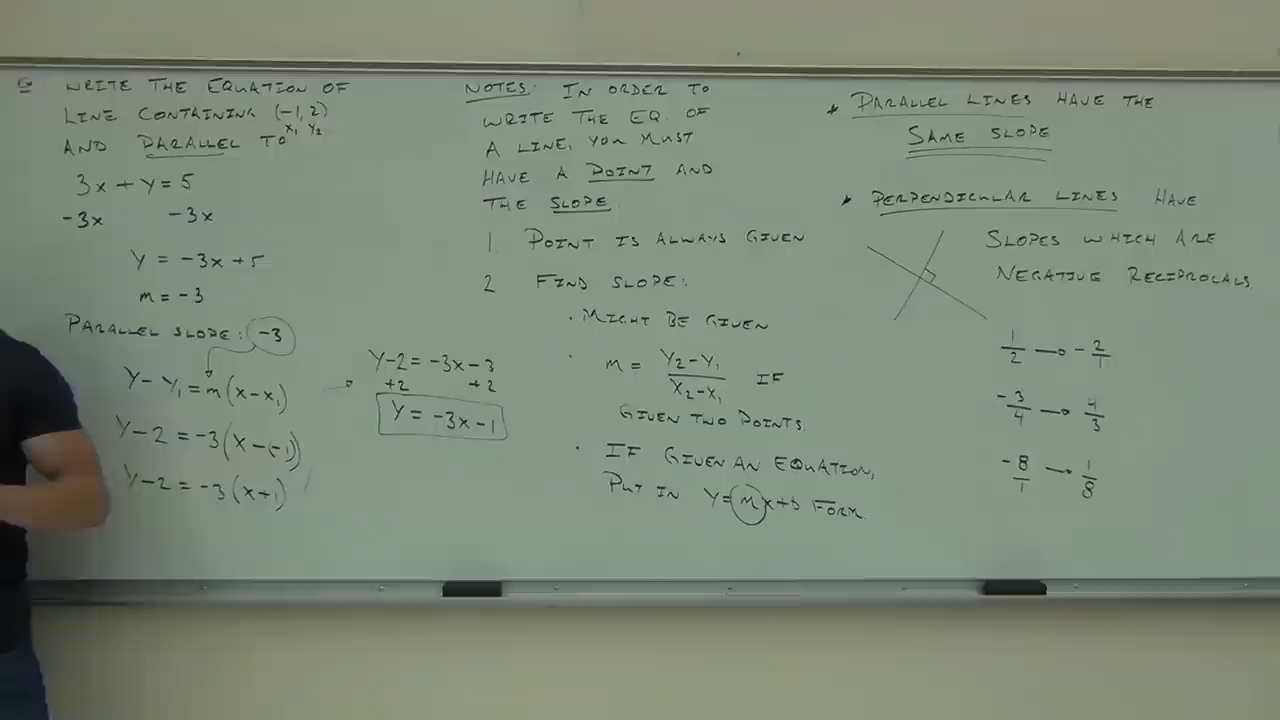 WRITE THE EQUATION OF
LINE CONTAINING (-1, 2)
x₁ y₂
AND PARALLEL TO
3x + y = 5
-3x -3x
y = -3x + 5
m = -3
PARALLEL SLOPE: -3
y - y₁ = m(x - x₁)
y - 2 = -3(x - (-1))
y - 2 = -3(x + 1)
y - 2 = -3x - 3
+2 +2
y = -3x - 1
NOTES: IN ORDER TO
WRITE THE EQ. OF
A LINE, YOU MUST
HAVE A POINT AND
THE SLOPE.
1. POINT IS ALWAYS GIVEN
2 FIND SLOPE:
· MIGHT BE GIVEN
· m = (y₂ - y₁)/(x₂ - x₁) IF
GIVEN TWO POINTS.
· IF GIVEN AN EQUATION,
PUT IN y = mx + b FORM.
* PARALLEL LINES HAVE THE
SAME SLOPE
* PERPENDICULAR LINES HAVE
SLOPES WHICH ARE
NEGATIVE RECIPROCALS.
1/2 → -2/1
-3/4 → 4/3
-8/1 → 1/8